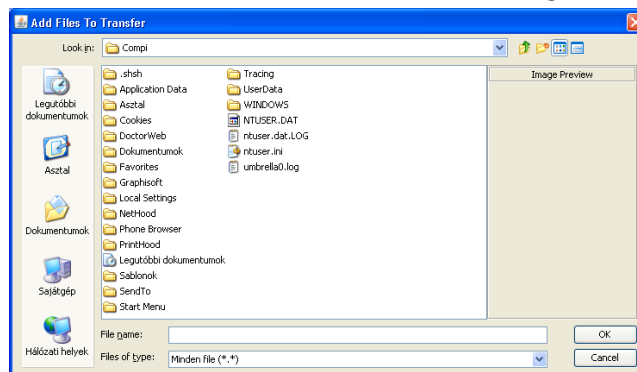 Add Files To Transfer
Look in:
Compi
Legutóbbi
dokumentumok
Asztal
Dokumentumok
Sajátgép
Hálózati helyek
.shsh
Application Data
Asztal
Cookies
DoctorWeb
Dokumentumok
Favorites
Graphisoft
Local Settings
NetHood
Phone Browser
PrintHood
Legutóbbi dokumentumok
Sablonok
SendTo
Start Menu
Tracing
UserData
WINDOWS
NTUSER.DAT
ntuser.dat.LOG
ntuser.ini
umbrella0.log
Image Preview
File name:
OK
Files of type:
Minden file (*.*)
Cancel